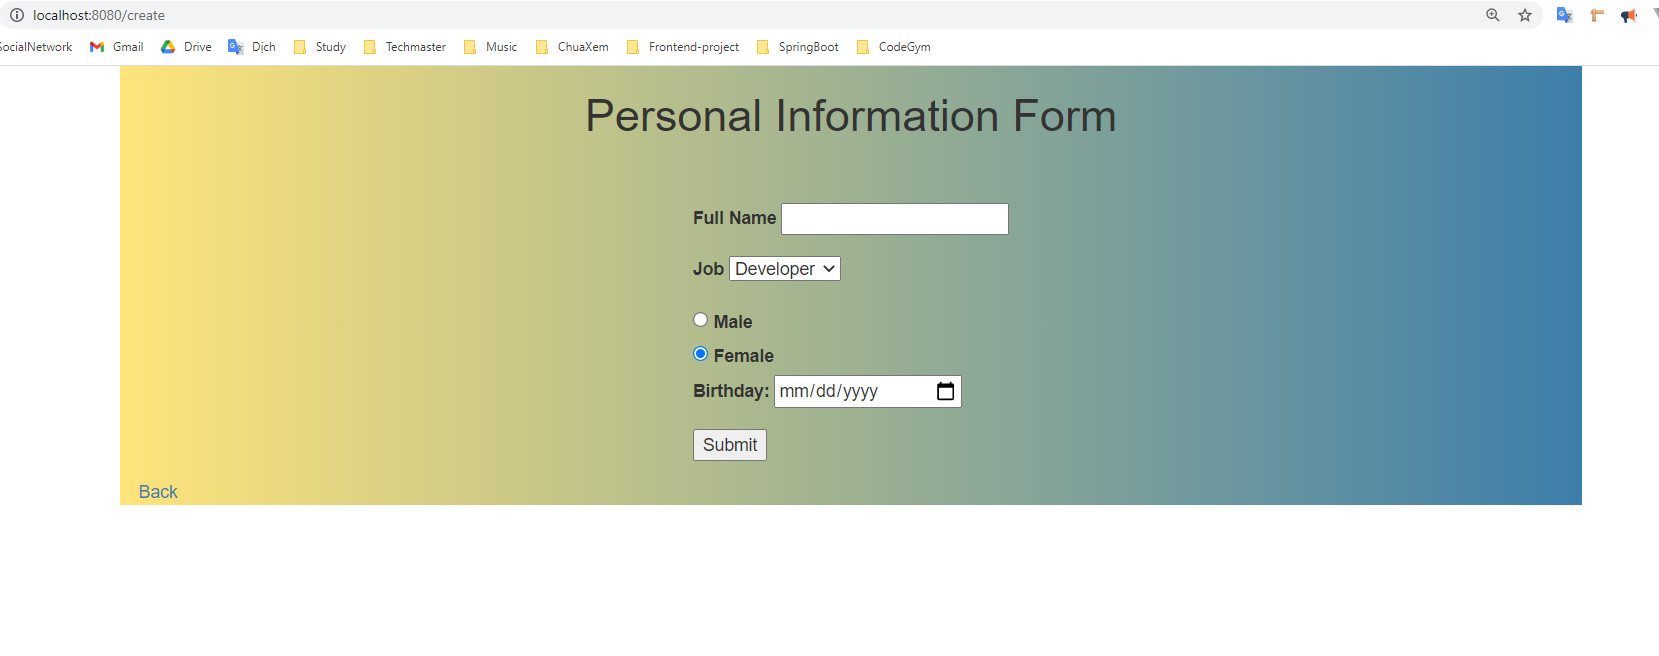 localhost:8080/create
SocialNetwork Gmail Drive Dịch Study Techmaster Music ChuaXem Frontend-project SpringBoot CodeGym
Personal Information Form
Full Name
Job Developer
Male
Female
Birthday: mm/dd/yyyy
Submit
Back